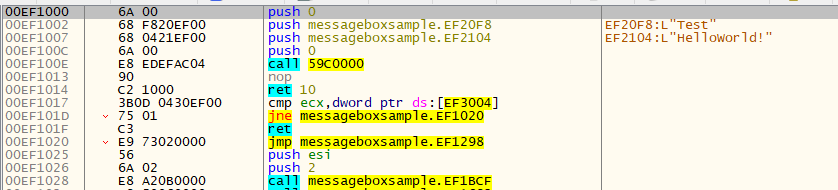 00EF1000 6A 00 push 0
00EF1002 68 F820EF00 push messageboxsample.EF20F8 EF20F8:L"Test"
00EF1007 68 0421EF00 push messageboxsample.EF2104 EF2104:L"HelloWorld!"
00EF100C 6A 00 push 0
00EF100E E8 EDEFAC04 call 59C0000
00EF1013 90 nop
00EF1014 C2 1000 ret 10
00EF1017 3B0D 0430EF00 cmp ecx,dword ptr ds:[EF3004]
00EF101D 75 01 jne messageboxsample.EF1020
00EF101F C3 ret
00EF1020 E9 73020000 jmp messageboxsample.EF1298
00EF1025 56 push esi
00EF1026 6A 02 push 2
00EF1028 E8 A20B0000 call messageboxsample.EF1BCF